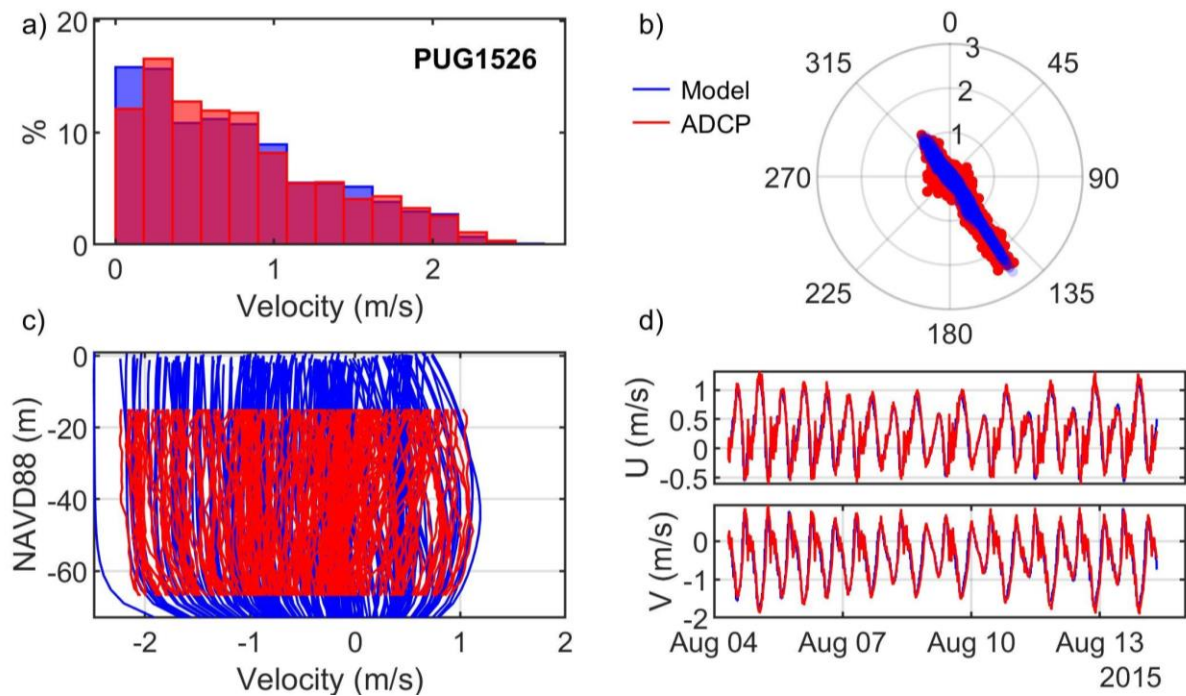 a)
20
10
0
%
PUG1526
0 1 2
Velocity (m/s)
b)
Model
ADCP
0
45
90
135
180
225
270
315
3
2
1
c)
0
-20
-40
-60
NAVD88 (m)
-2 -1 0 1 2
Velocity (m/s)
d)
1
0.5
0
-0.5
U (m/s)
0
-1
-2
V (m/s)
Aug 04 Aug 07 Aug 10 Aug 13
2015